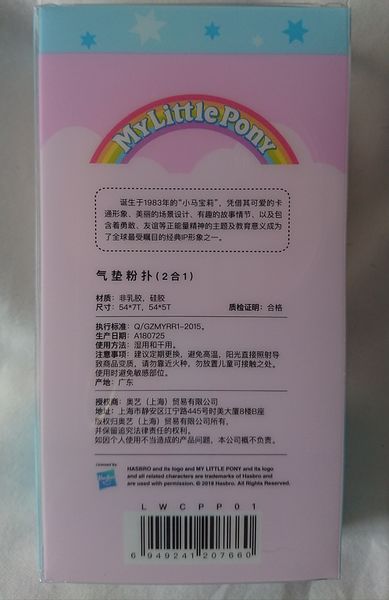 My Little Pony
诞生于1983年的“小马宝莉”，凭借其可爱的卡
通形象、美丽的场景设计、有趣的故事情节、以及包
含着勇敢、友谊等正能量精神的主题及教育意义成为
了全球最受瞩目的经典IP形象之一。
气垫粉扑(2合1)
材质：非乳胶，硅胶
尺寸：54*7T，54*5T 质检证明：合格
执行标准：Q/GZMYRR1-2015。
生产日期：A180725
使用方法：湿用和干用。
注意事项：建议定期更换，避免高温，阳光直接照射导
致商品变质，请勿靠近火种，勿放置儿童可接触之处。
使用时避免敏感部位。
产地：广东
授权商：奥艺（上海）贸易有限公司
地址：上海市静安区江宁路445号时美大厦8楼B座
版权归奥艺（上海）贸易有限公司所有，
并保留追究法律责任的权利。
如因个人使用不当造成的产品问题，本公司概不负责。
Licensed by
Hasbro
HASBRO and its logo and MY LITTLE PONY and its logo
and all related characters are trademarks of Hasbro and
are used with permission. © 2018 Hasbro. All Rights Reserved.
LWCPP01
6 949241 207660